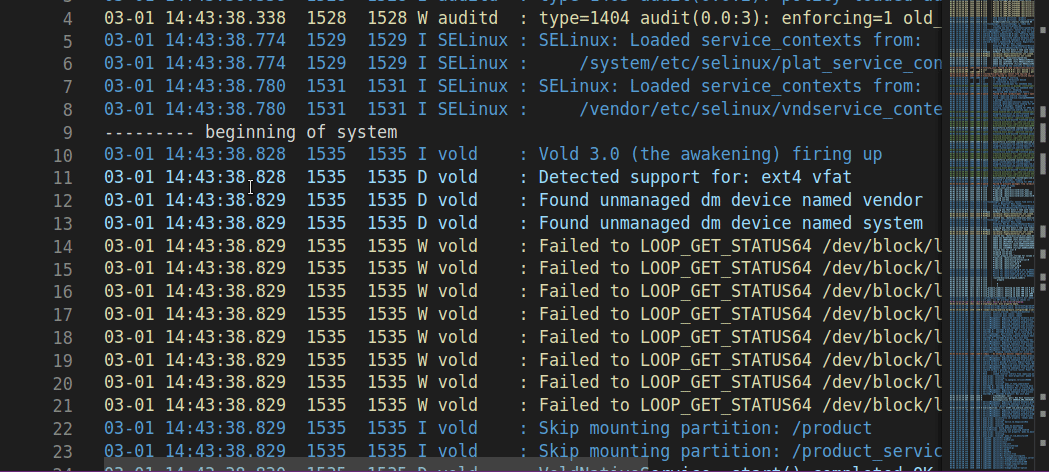 4 03-01 14:43:38.338 1528 1528 W auditd : type=1404 audit(0.0:3): enforcing=1 old_
5 03-01 14:43:38.774 1529 1529 I SELinux : SELinux: Loaded service_contexts from:
6 03-01 14:43:38.774 1529 1529 I SELinux : /system/etc/selinux/plat_service_con
7 03-01 14:43:38.780 1531 1531 I SELinux : SELinux: Loaded service_contexts from:
8 03-01 14:43:38.780 1531 1531 I SELinux : /vendor/etc/selinux/vndservice_conte
9 --------- beginning of system
10 03-01 14:43:38.828 1535 1535 I vold : Vold 3.0 (the awakening) firing up
11 03-01 14:43:38.828 1535 1535 D vold : Detected support for: ext4 vfat
12 03-01 14:43:38.829 1535 1535 D vold : Found unmanaged dm device named vendor
13 03-01 14:43:38.829 1535 1535 D vold : Found unmanaged dm device named system
14 03-01 14:43:38.829 1535 1535 W vold : Failed to LOOP_GET_STATUS64 /dev/block/l
15 03-01 14:43:38.829 1535 1535 W vold : Failed to LOOP_GET_STATUS64 /dev/block/l
16 03-01 14:43:38.829 1535 1535 W vold : Failed to LOOP_GET_STATUS64 /dev/block/l
17 03-01 14:43:38.829 1535 1535 W vold : Failed to LOOP_GET_STATUS64 /dev/block/l
18 03-01 14:43:38.829 1535 1535 W vold : Failed to LOOP_GET_STATUS64 /dev/block/l
19 03-01 14:43:38.829 1535 1535 W vold : Failed to LOOP_GET_STATUS64 /dev/block/l
20 03-01 14:43:38.829 1535 1535 W vold : Failed to LOOP_GET_STATUS64 /dev/block/l
21 03-01 14:43:38.829 1535 1535 W vold : Failed to LOOP_GET_STATUS64 /dev/block/l
22 03-01 14:43:38.829 1535 1535 I vold : Skip mounting partition: /product
23 03-01 14:43:38.829 1535 1535 I vold : Skip mounting partition: /product_servic